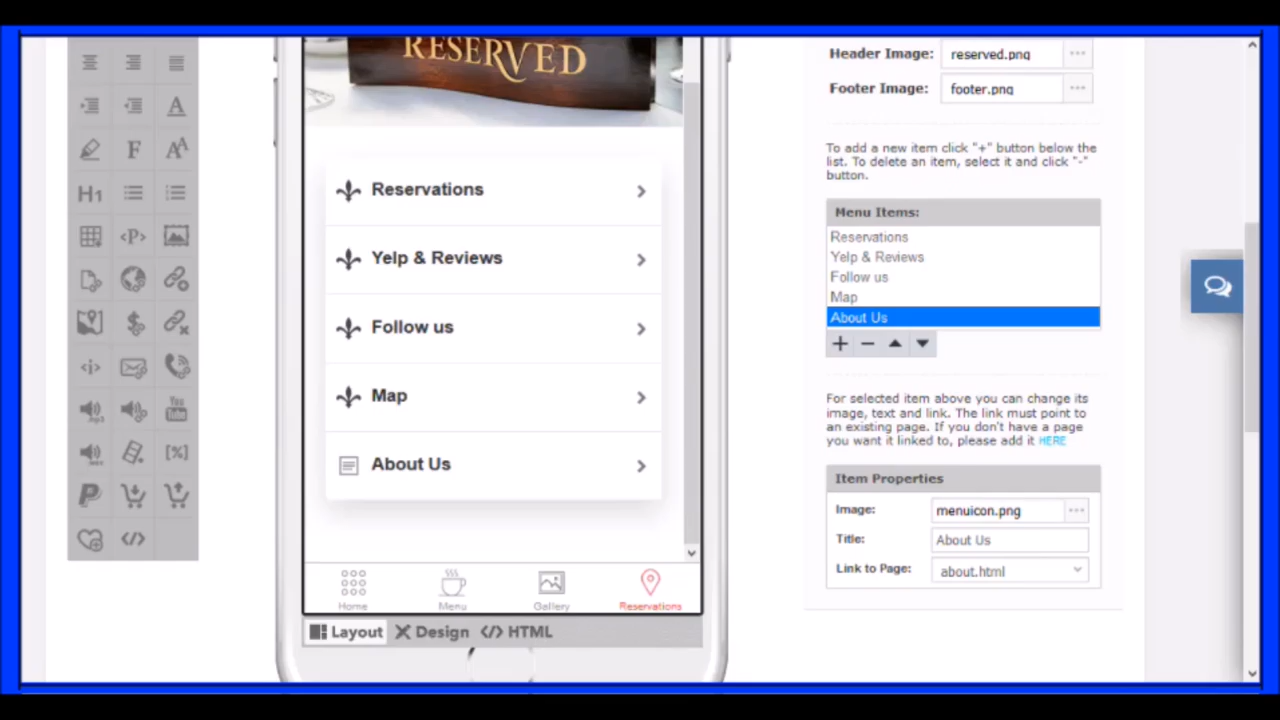 RESERVED
Reservations
Yelp & Reviews
Follow us
Map
About Us
Home
Menu
Gallery
Reservations
Layout
Design
</> HTML
F
AA
A
H1
<P>
$
<i>
.mp3
You
Tube
[%]
</>
Header Image: reserved.png
Footer Image: footer.png
To add a new item click "+" button below the
list. To delete an item, select it and click "-"
button.
Menu Items:
Reservations
Yelp & Reviews
Follow us
Map
About Us
For selected item above you can change its
image, text and link. The link must point to
an existing page. If you don't have a page
you want it linked to, please add it HERE
Item Properties
Image: menuicon.png
Title: About Us
Link to Page: about.html